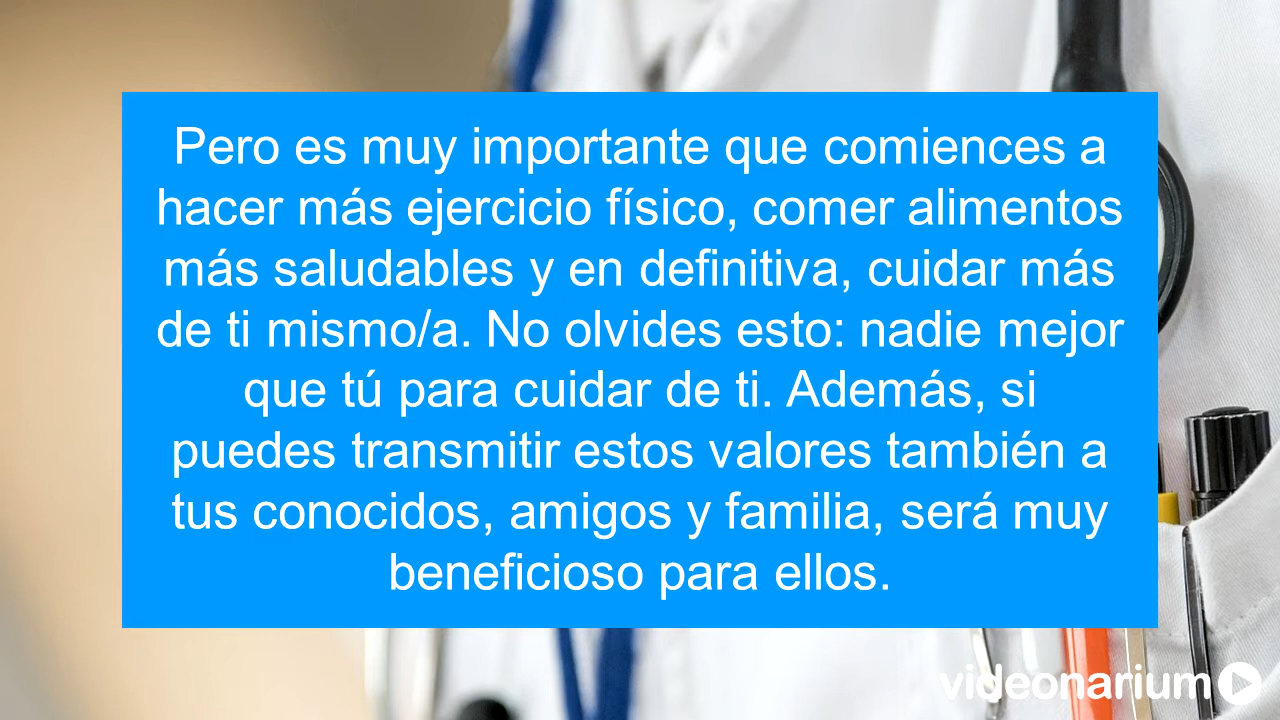 Pero es muy importante que comiences a
hacer más ejercicio físico, comer alimentos
más saludables y en definitiva, cuidar más
de ti mismo/a. No olvides esto: nadie mejor
que tú para cuidar de ti. Además, si
puedes transmitir estos valores también a
tus conocidos, amigos y familia, será muy
beneficioso para ellos.
videonarium